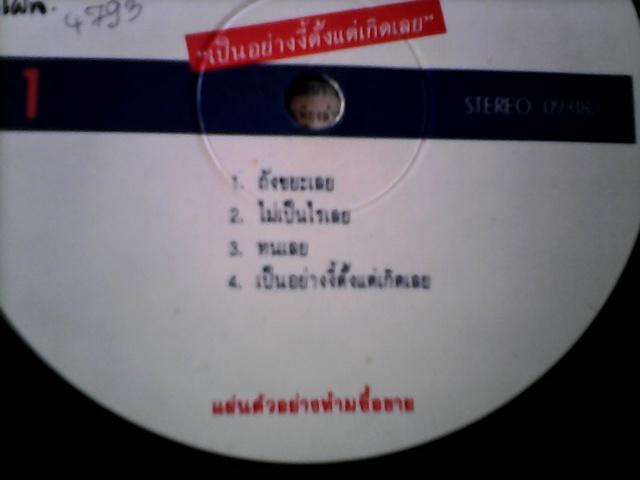 4793
"เป็นอย่างงี้ตั้งแต่เกิดเลย"
1
STEREO
1. ถังขยะเลย
2. ไม่เป็นไรเลย
3. ทนเลย
4. เป็นอย่างงี้ตั้งแต่เกิดเลย
แผ่นตัวอย่างห้ามซื้อขาย